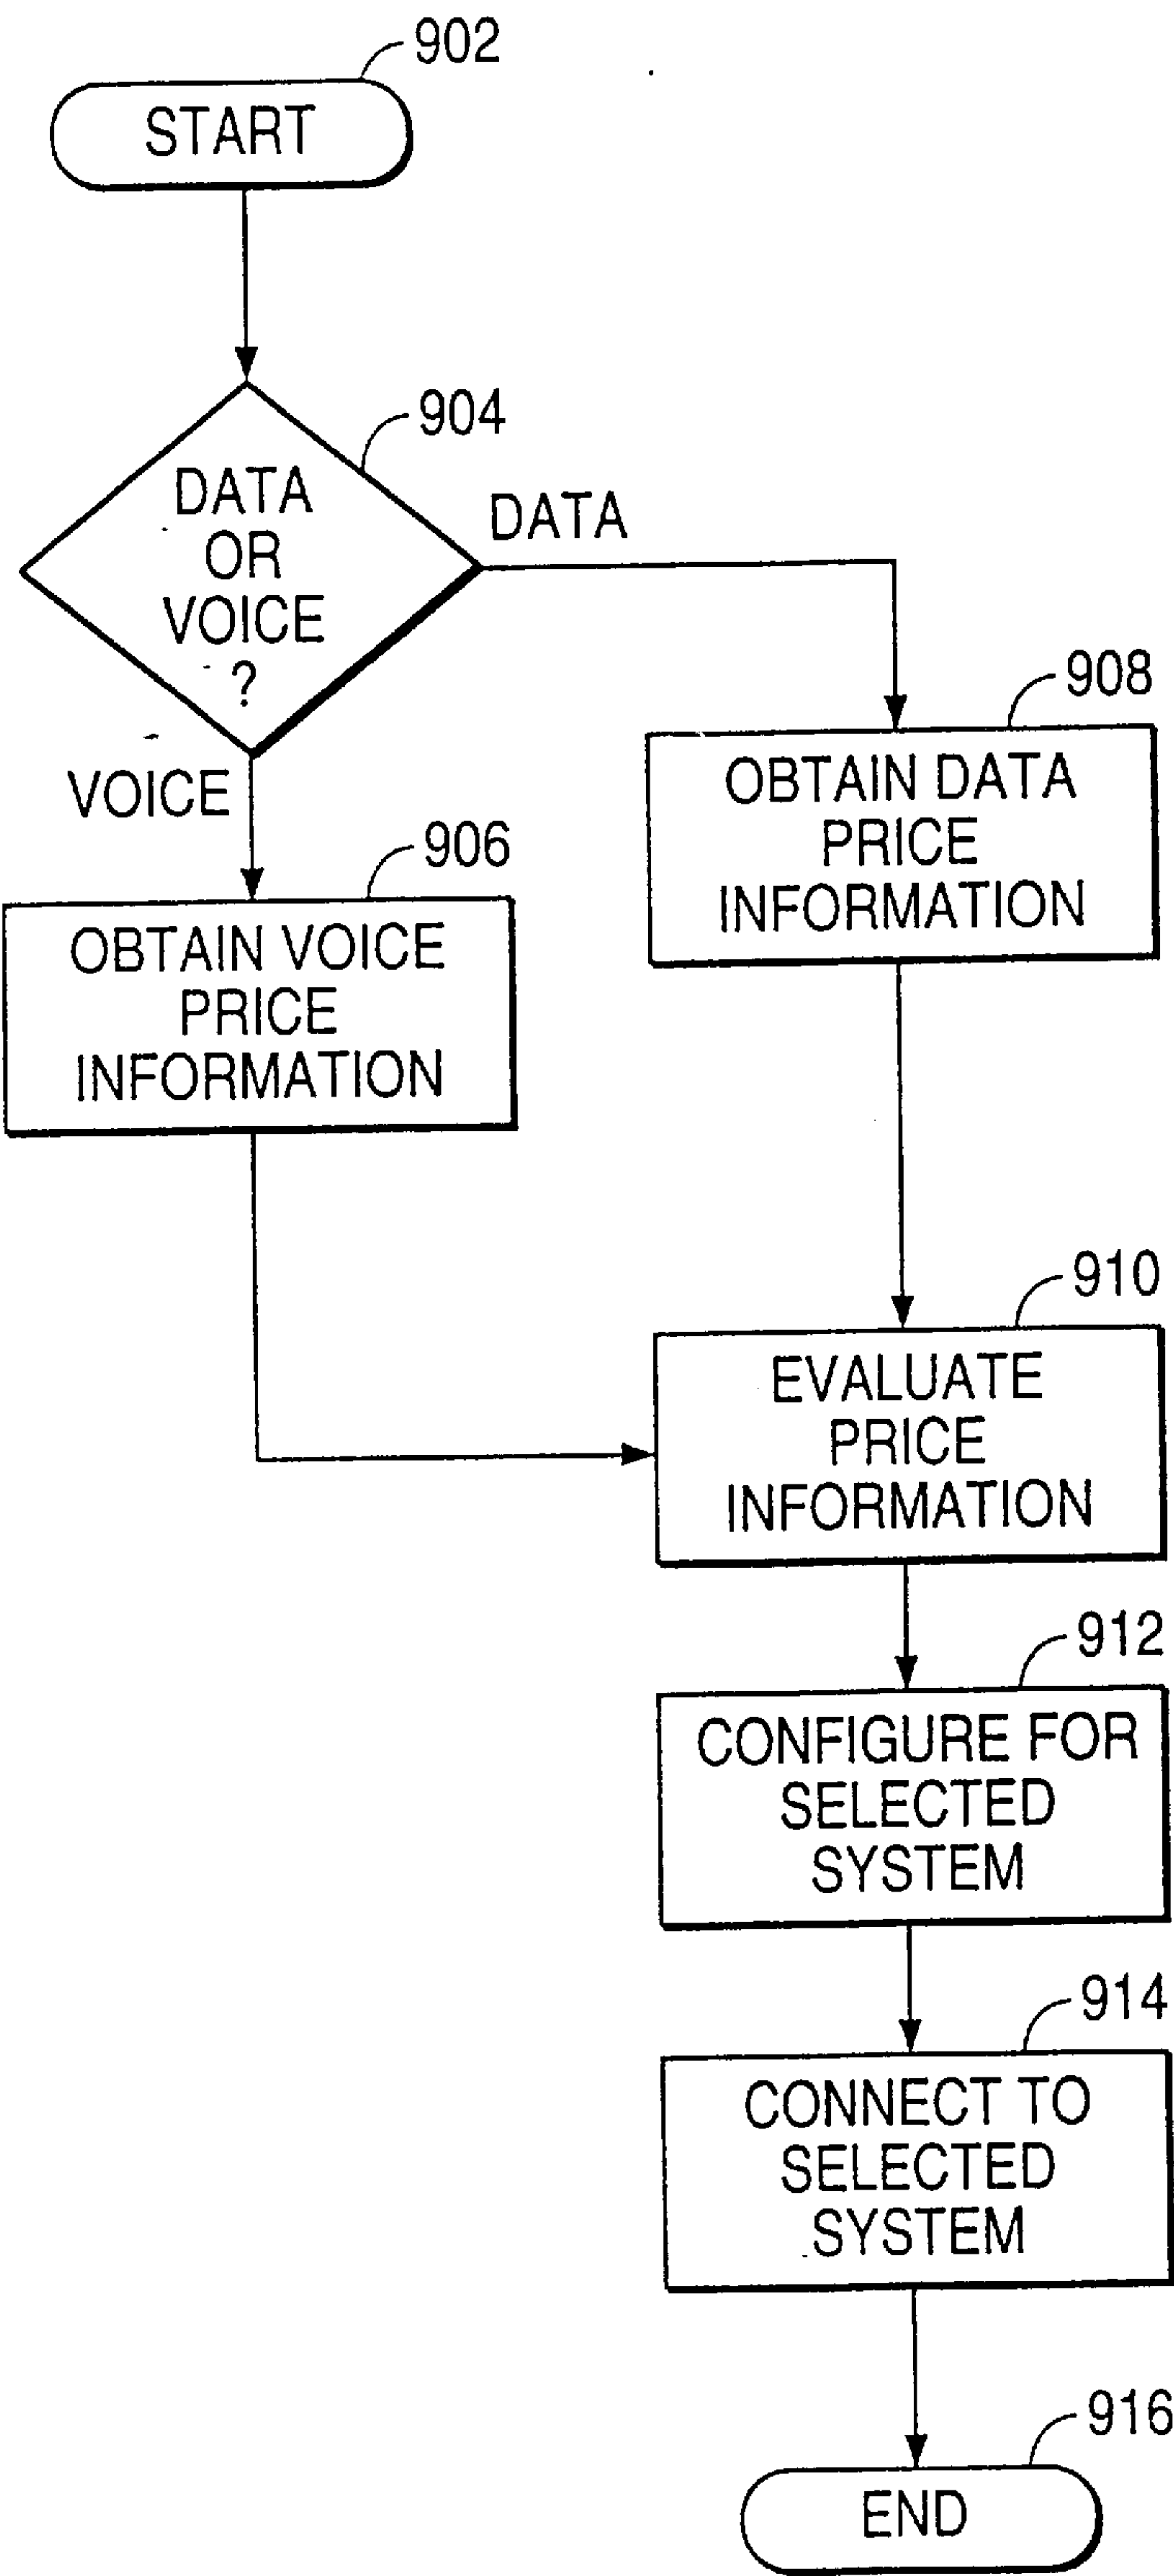 902
START
904
DATA
OR
VOICE
?
DATA
VOICE
908
OBTAIN DATA
PRICE
INFORMATION
906
OBTAIN VOICE
PRICE
INFORMATION
910
EVALUATE
PRICE
INFORMATION
912
CONFIGURE FOR
SELECTED
SYSTEM
914
CONNECT TO
SELECTED
SYSTEM
916
END